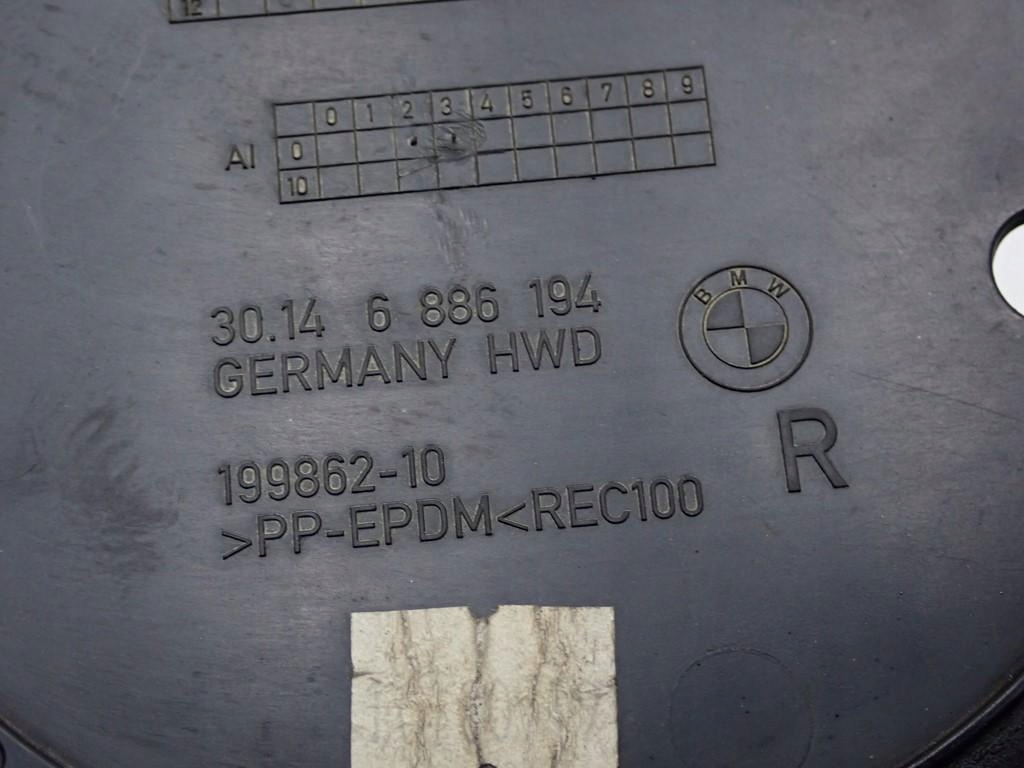 12
0 1 2 3 4 5 6 7 8 9
AI 0
10
30.14 6 886 194
GERMANY HWD
BMW
199862-10
R
>PP-EPDM<REC100